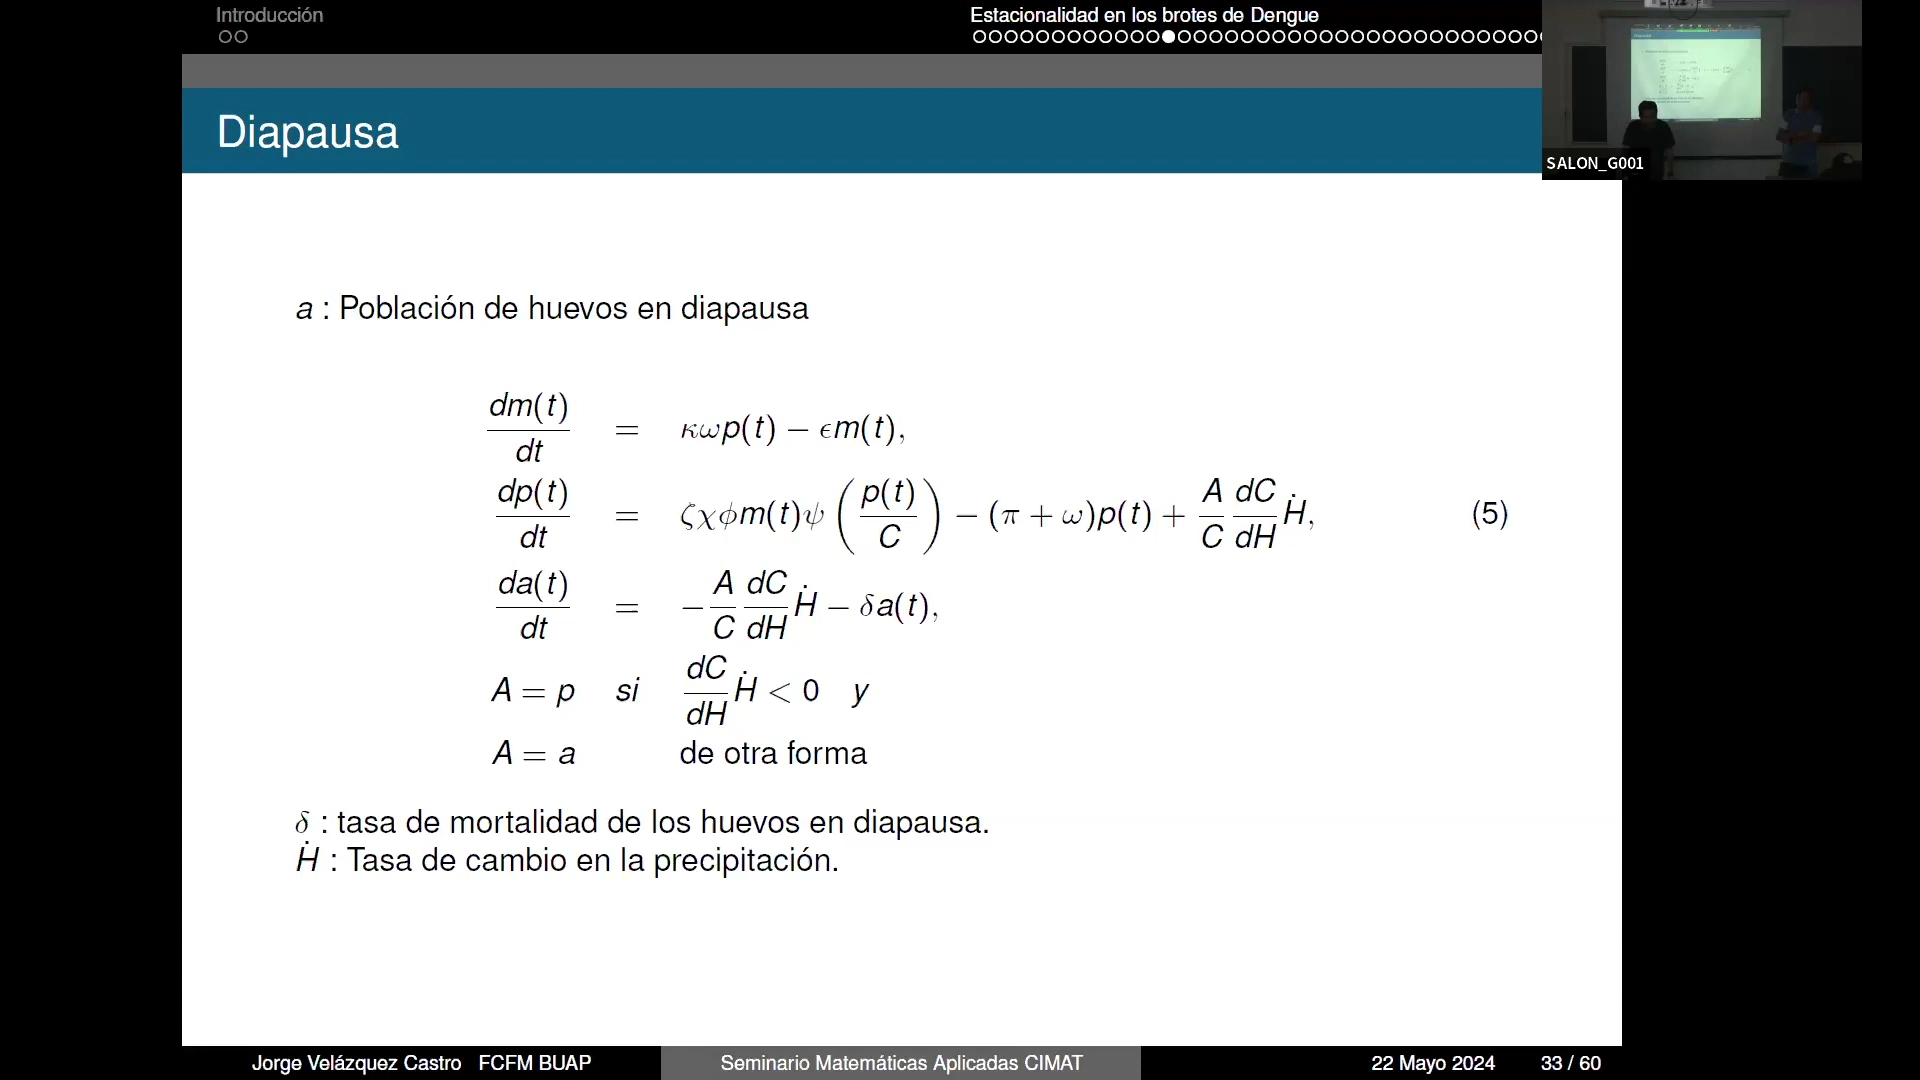 Introducción
Estacionalidad en los brotes de Dengue
SALON_G001
Diapausa
a : Población de huevos en diapausa
dm(t)/dt = κωp(t) − ϵm(t),
dp(t)/dt = ζχϕm(t)ψ(p(t)/C) − (π + ω)p(t) + A/C dC/dH Ḣ, (5)
da(t)/dt = −A/C dC/dH Ḣ − δa(t),
A = p si dC/dH Ḣ < 0 y
A = a de otra forma
δ : tasa de mortalidad de los huevos en diapausa.
Ḣ : Tasa de cambio en la precipitación.
Jorge Velázquez Castro FCFM BUAP Seminario Matemáticas Aplicadas CIMAT 22 Mayo 2024 33 / 60